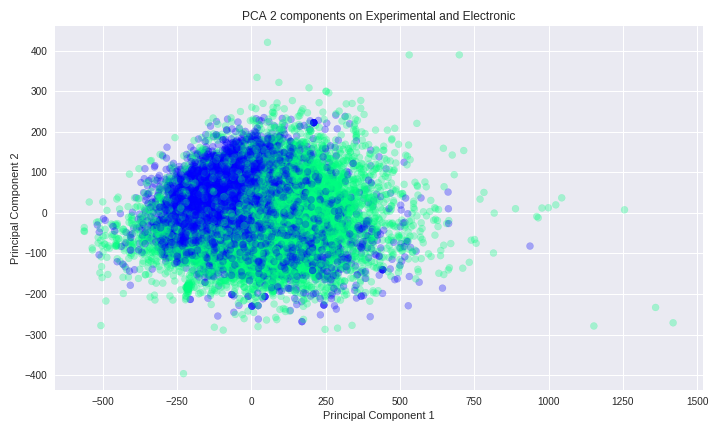 PCA 2 components on Experimental and Electronic
Principal Component 2
400
300
200
100
0
−100
−200
−300
−400
−500 −250 0 250 500 750 1000 1250 1500
Principal Component 1